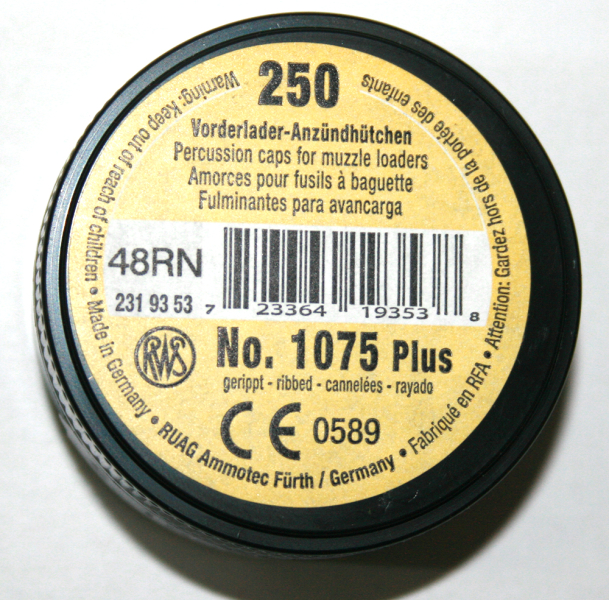 250
Vorderlader-Anzündhütchen
Percussion caps for muzzle loaders
Amorces pour fusils à baguette
Fulminantes para avancarga
48RN
231 93 53
7 23364 19353 8
RWS
No. 1075 Plus
gerippt - ribbed - cannelées - rayado
CE 0589
Warning: Keep out of reach of children • Made in Germany • RUAG Ammotec Fürth / Germany • Fabriqué en RFA • Attention: Gardez hors de la portée des enfants